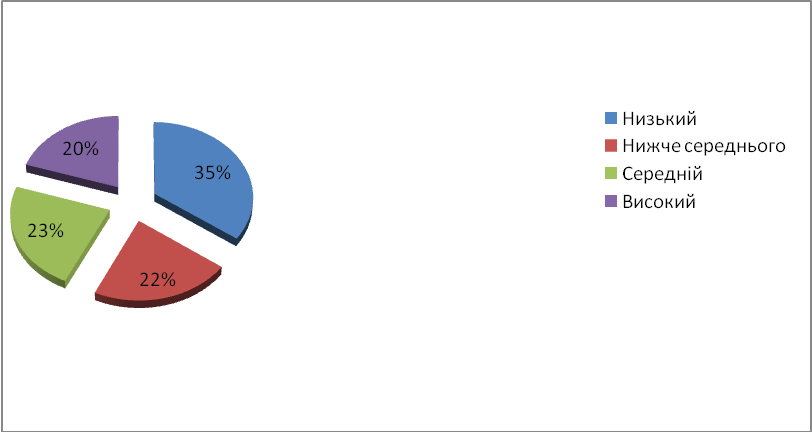 20%
35%
23%
22%
Низький
Нижче середнього
Середній
Високий